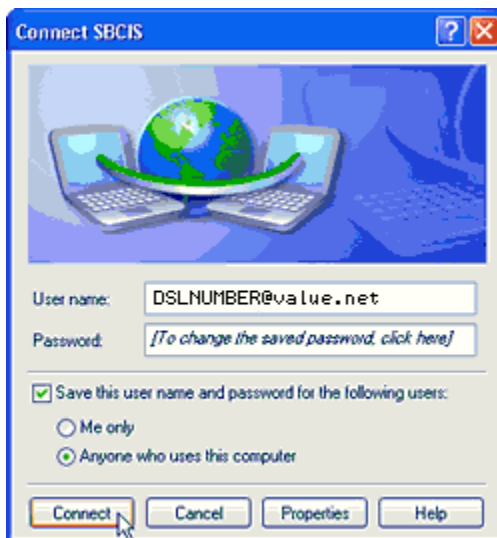 Connect SBCIS
User name: DSLNUMBER@value.net
Password: [To change the saved password, click here]
Save this user name and password for the following users:
Me only
Anyone who uses this computer
Connect Cancel Properties Help